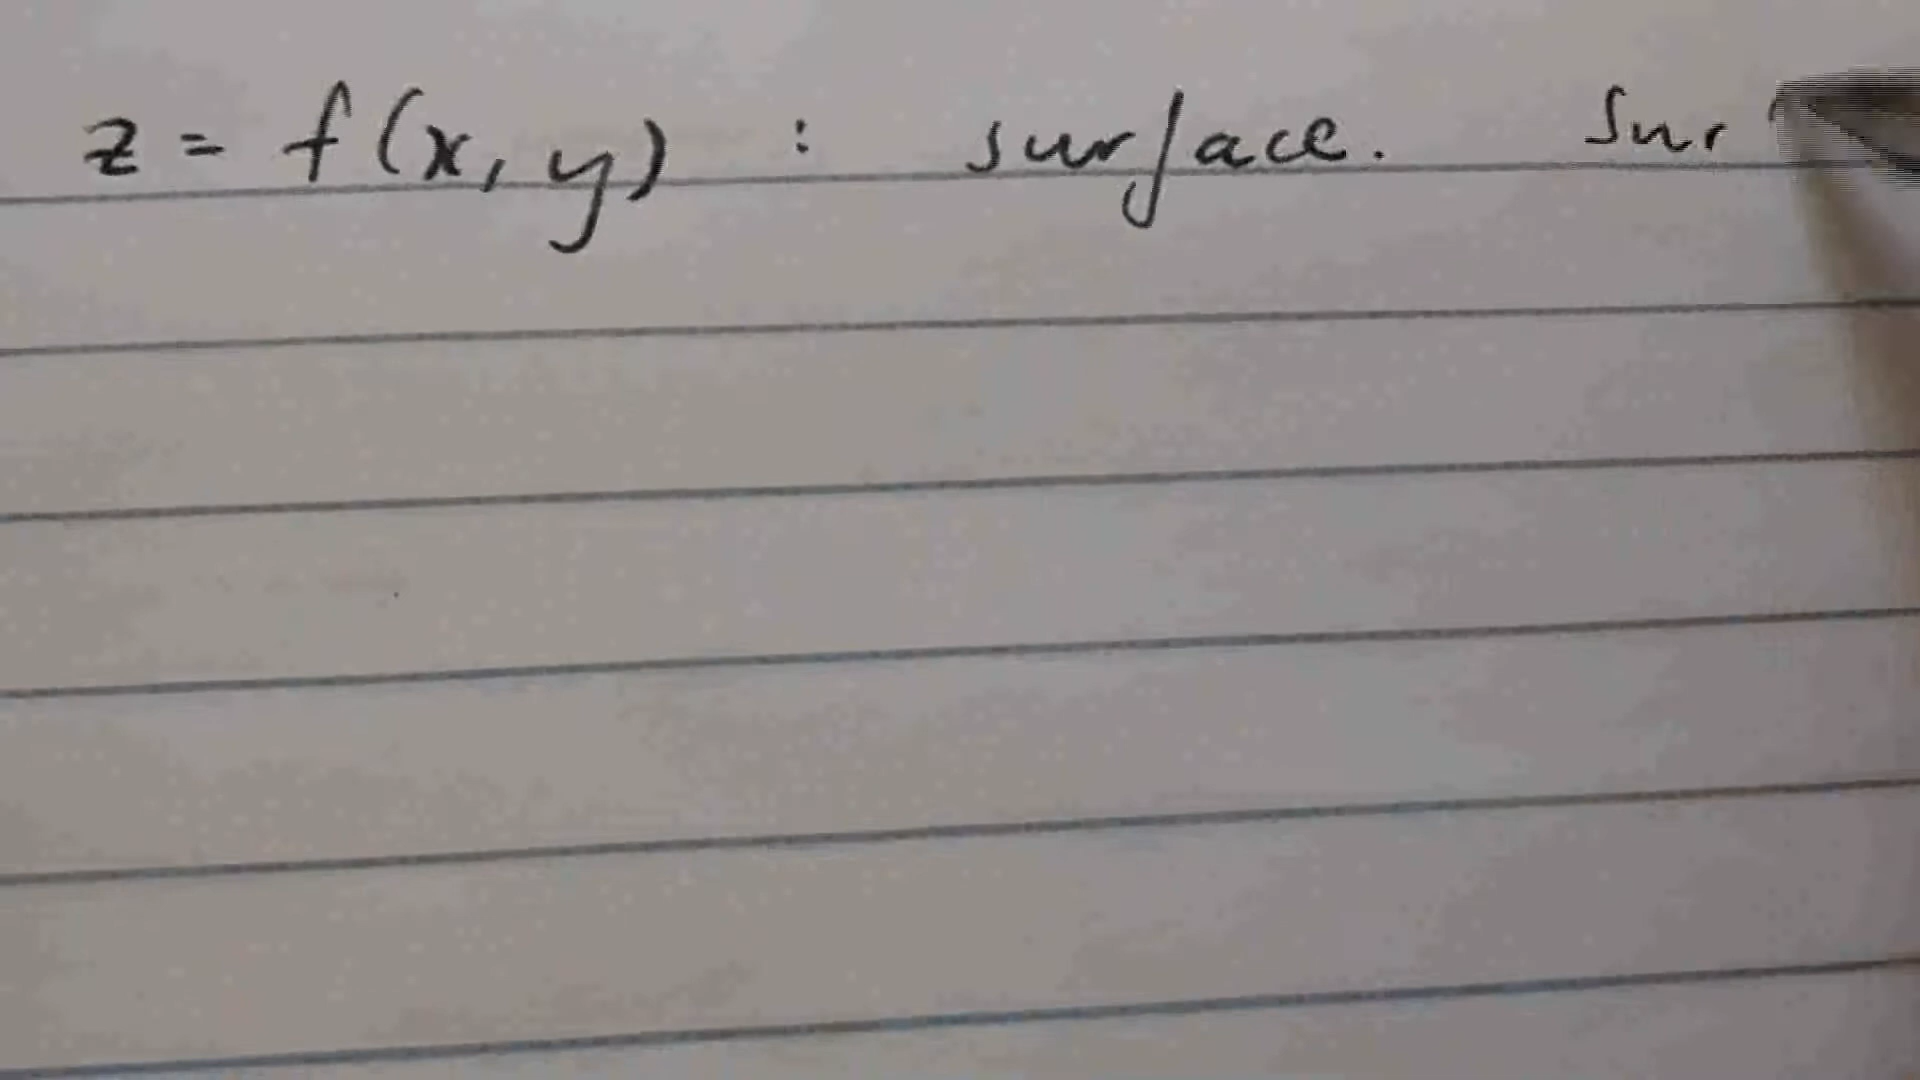 z = f(x, y) : surface. Sur